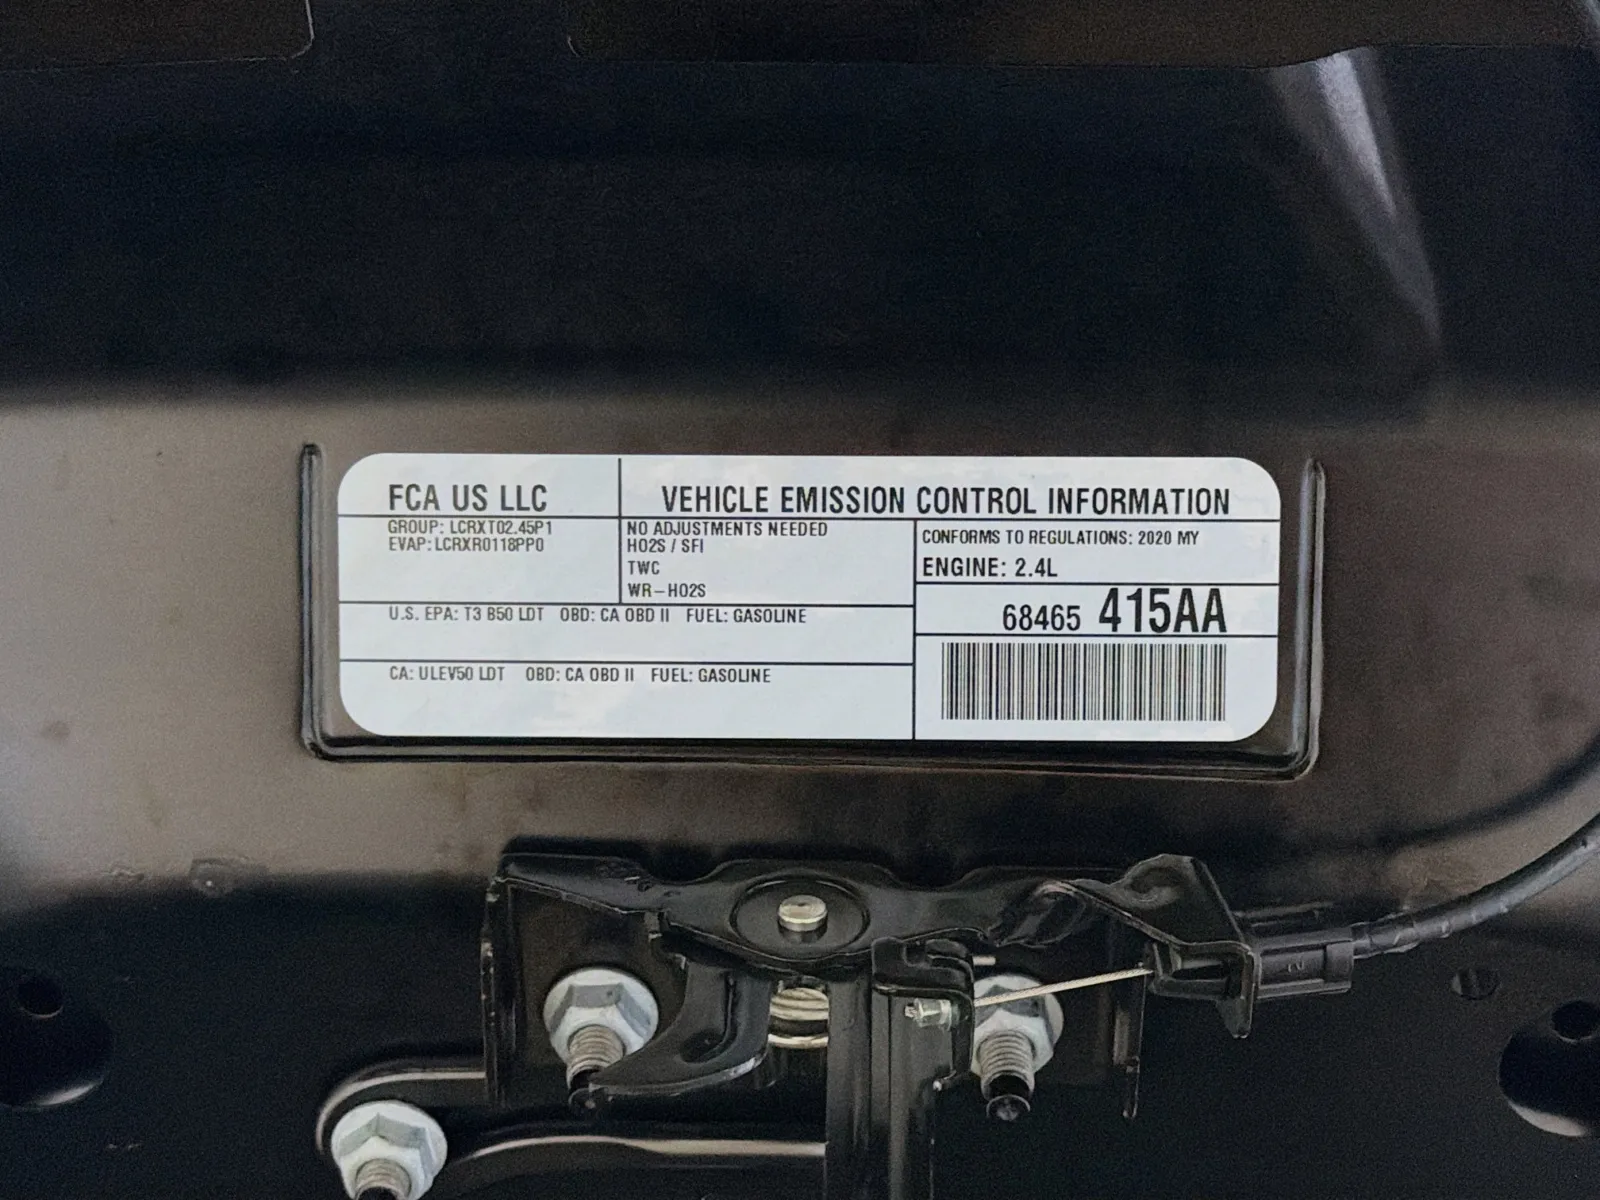 FCA US LLC
VEHICLE EMISSION CONTROL INFORMATION
GROUP: LCRXT02.45P1
EVAP: LCRXR0118PP0
NO ADJUSTMENTS NEEDED
HO2S / SFI
TWC
WR-HO2S
CONFORMS TO REGULATIONS: 2020 MY
ENGINE: 2.4L
68465 415AA
U.S. EPA: T3 B50 LDT OBD: CA OBD II FUEL: GASOLINE
CA: ULEV50 LDT OBD: CA OBD II FUEL: GASOLINE